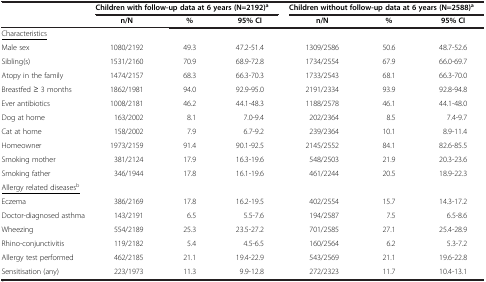 Children with follow-up data at 6 years (N=2192)a Children without follow-up data at 6 years (N=2588)a
n/N % 95% CI n/N % 95% CI
Characteristics
Male sex 1080/2192 49.3 47.2-51.4 1309/2586 50.6 48.7-52.6
Sibling(s) 1531/2160 70.9 68.9-72.8 1734/2554 67.9 66.0-69.7
Atopy in the family 1474/2157 68.3 66.3-70.3 1733/2543 68.1 66.3-70.0
Breastfed ≥ 3 months 1862/1981 94.0 92.9-95.0 2191/2334 93.9 92.8-94.8
Ever antibiotics 1008/2181 46.2 44.1-48.3 1188/2578 46.1 44.1-48.0
Dog at home 163/2002 8.1 7.0-9.4 202/2364 8.5 7.4-9.7
Cat at home 158/2002 7.9 6.7-9.2 239/2364 10.1 8.9-11.4
Homeowner 1973/2159 91.4 90.1-92.5 2145/2552 84.1 82.6-85.5
Smoking mother 381/2124 17.9 16.3-19.6 548/2503 21.9 20.3-23.6
Smoking father 346/1944 17.8 16.1-19.6 461/2244 20.5 18.9-22.3
Allergy related diseasesb
Eczema 386/2169 17.8 16.2-19.5 402/2554 15.7 14.3-17.2
Doctor-diagnosed asthma 143/2191 6.5 5.5-7.6 194/2587 7.5 6.5-8.6
Wheezing 554/2189 25.3 23.5-27.2 701/2585 27.1 25.4-28.9
Rhino-conjunctivitis 119/2182 5.4 4.5-6.5 160/2564 6.2 5.3-7.2
Allergy test performed 462/2185 21.1 19.4-22.9 543/2569 21.1 19.6-22.8
Sensitisation (any) 223/1973 11.3 9.9-12.8 272/2323 11.7 10.4-13.1